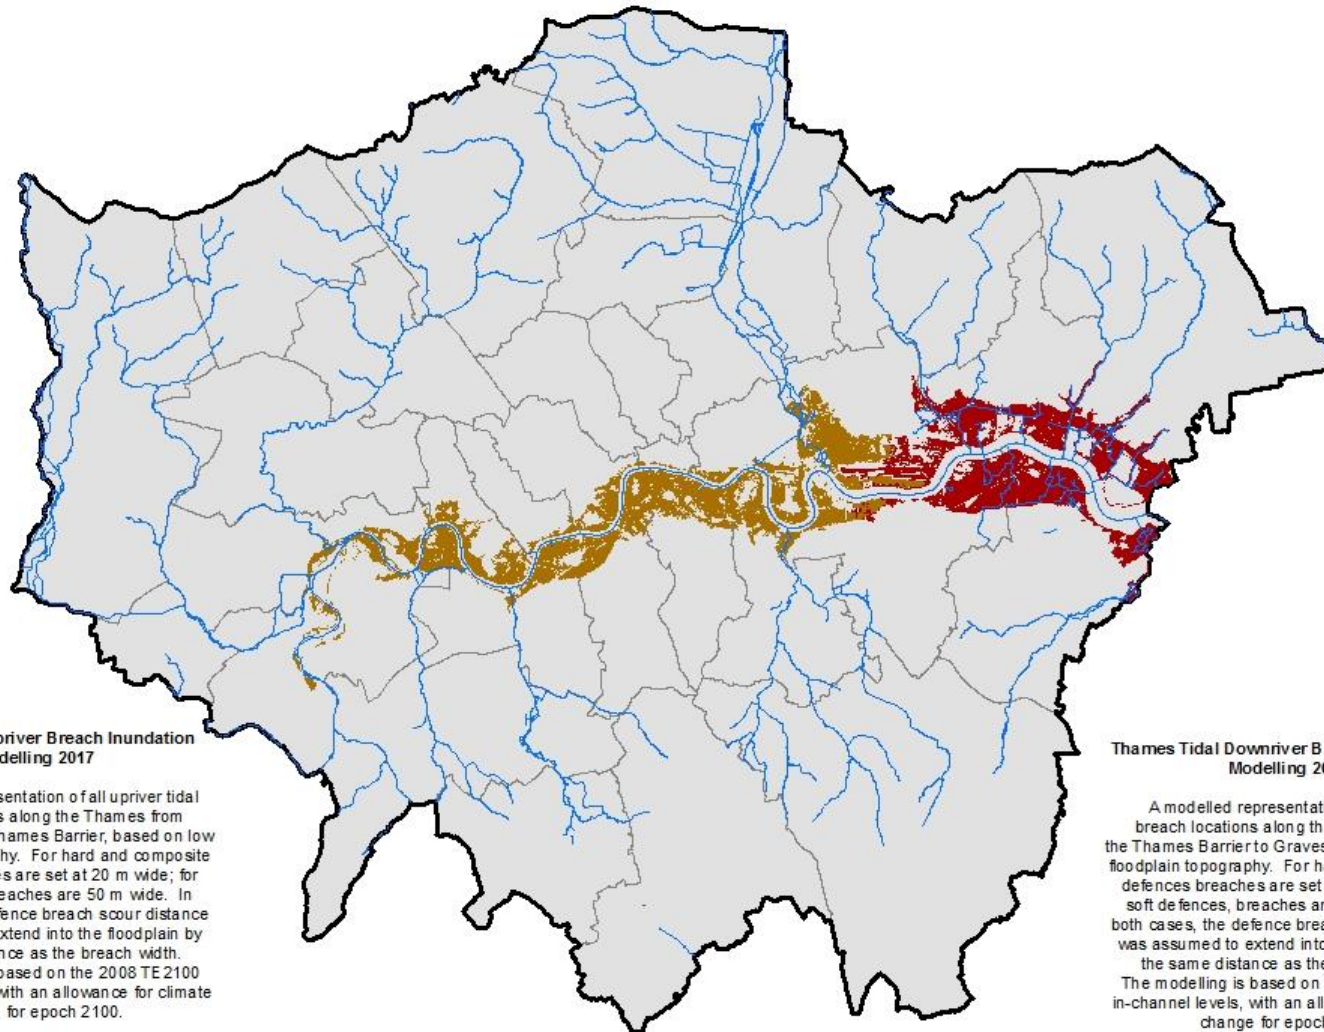 priver Breach Inundation
delling 2017
sentation of all upriver tidal
s along the Thames from
hames Barrier, based on low
hy. For hard and composite
es are set at 20 m wide; for
eaches are 50 m wide. In
fence breach scour distance
xtend into the floodplain by
nce as the breach width.
based on the 2008 TE2100
with an allowance for climate
for epoch 2100.
Thames Tidal Downriver B
Modelling 20
A modelled representat
breach locations along th
the Thames Barrier to Graves
floodplain topography. For h
defences breaches are set
soft defences, breaches ar
both cases, the defence brea
was assumed to extend into
the same distance as the
The modelling is based on
in-channel levels, with an all
change for epoch